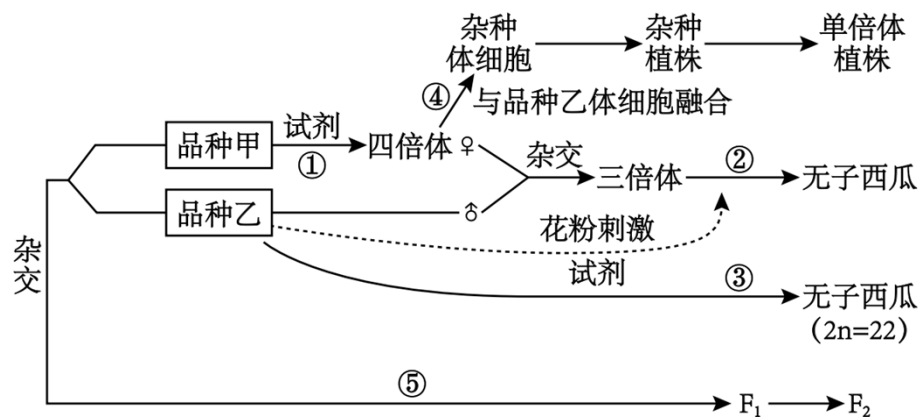 杂种
体细胞
杂种
植株
单倍体
植株
④
与品种乙体细胞融合
品种甲
试剂
①
四倍体♀
杂交
三倍体
②
无子西瓜
品种乙
♂
花粉刺激
杂交
试剂
③
无子西瓜
(2n=22)
⑤
F₁
F₂